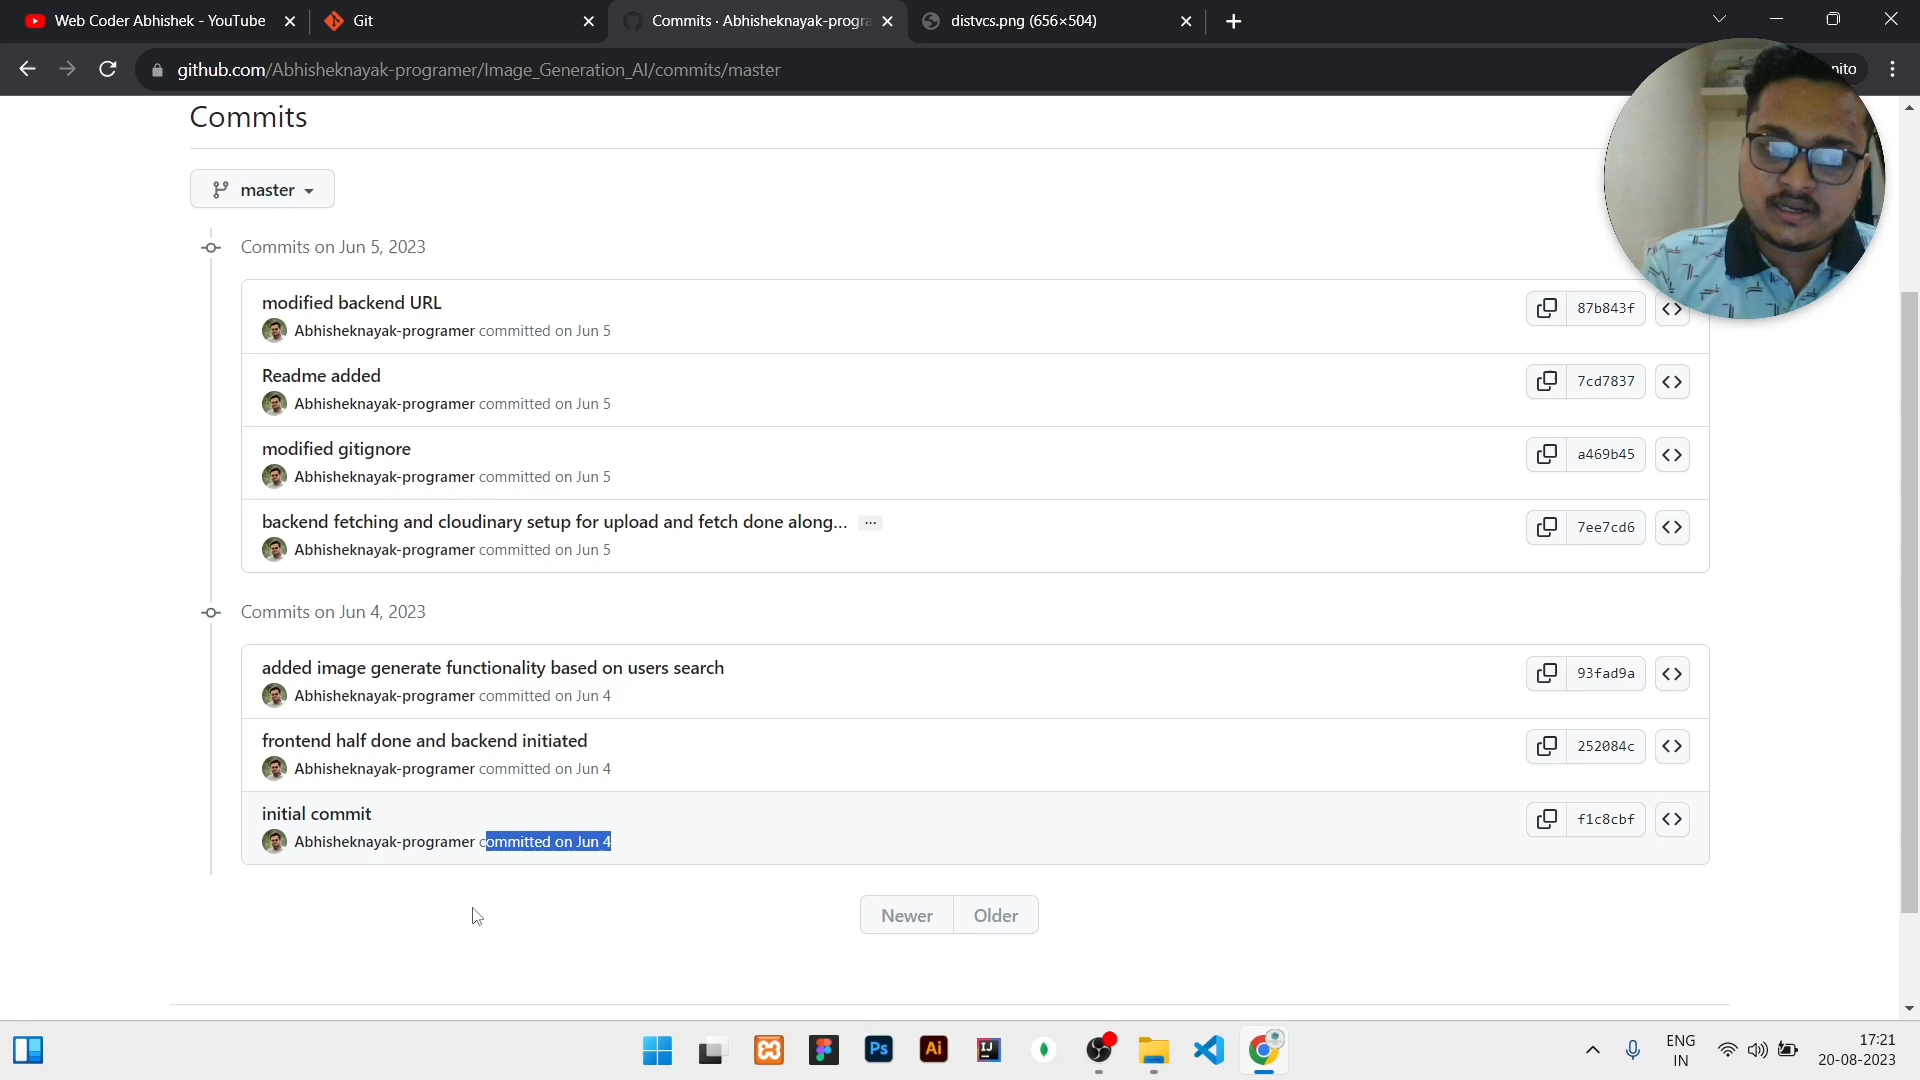 Web Coder Abhishek - YouTube
Git
Commits · Abhisheknayak-progra
distvcs.png (656×504)
github.com/Abhisheknayak-programer/Image_Generation_AI/commits/master
nito
Commits
master
Commits on Jun 5, 2023
modified backend URL
87b843f
Abhisheknayak-programer committed on Jun 5
Readme added
7cd7837
Abhisheknayak-programer committed on Jun 5
modified gitignore
a469b45
Abhisheknayak-programer committed on Jun 5
backend fetching and cloudinary setup for upload and fetch done along... ...
7ee7cd6
Abhisheknayak-programer committed on Jun 5
Commits on Jun 4, 2023
added image generate functionality based on users search
93fad9a
Abhisheknayak-programer committed on Jun 4
frontend half done and backend initiated
252084c
Abhisheknayak-programer committed on Jun 4
initial commit
f1c8cbf
Abhisheknayak-programer committed on Jun 4
Newer Older
Ps
Ai
IJ
ENG
IN
17:21
20-08-2023